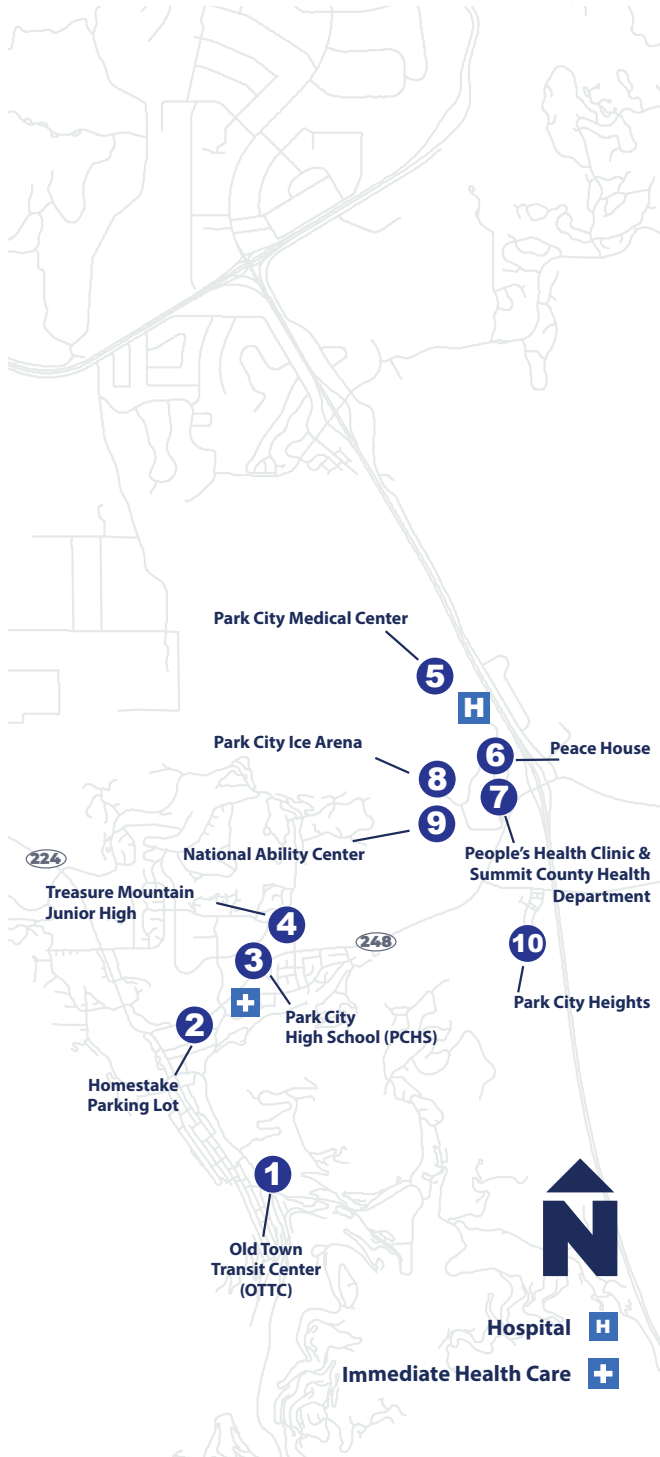 Park City Medical Center
5
H
Park City Ice Arena
6
Peace House
8
7
9
National Ability Center
People's Health Clinic &
Summit County Health
Department
224
Treasure Mountain
Junior High
4
248
10
3
Park City Heights
Park City
High School (PCHS)
2
Homestake
Parking Lot
1
Old Town
Transit Center
(OTTC)
N
Hospital H
Immediate Health Care